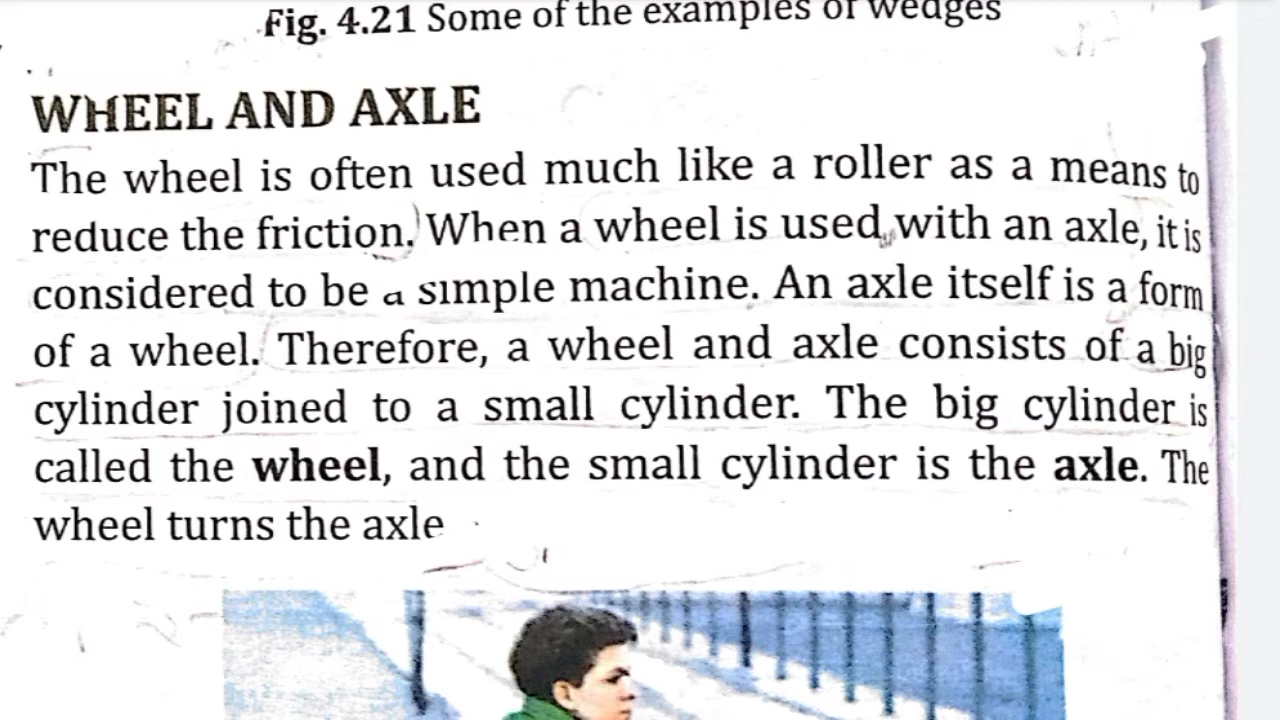 Fig. 4.21 Some of the examples of wedges
WHEEL AND AXLE
The wheel is often used much like a roller as a means to
reduce the friction. When a wheel is used with an axle, it is
considered to be a simple machine. An axle itself is a form
of a wheel. Therefore, a wheel and axle consists of a big
cylinder joined to a small cylinder. The big cylinder is
called the wheel, and the small cylinder is the axle. The
wheel turns the axle